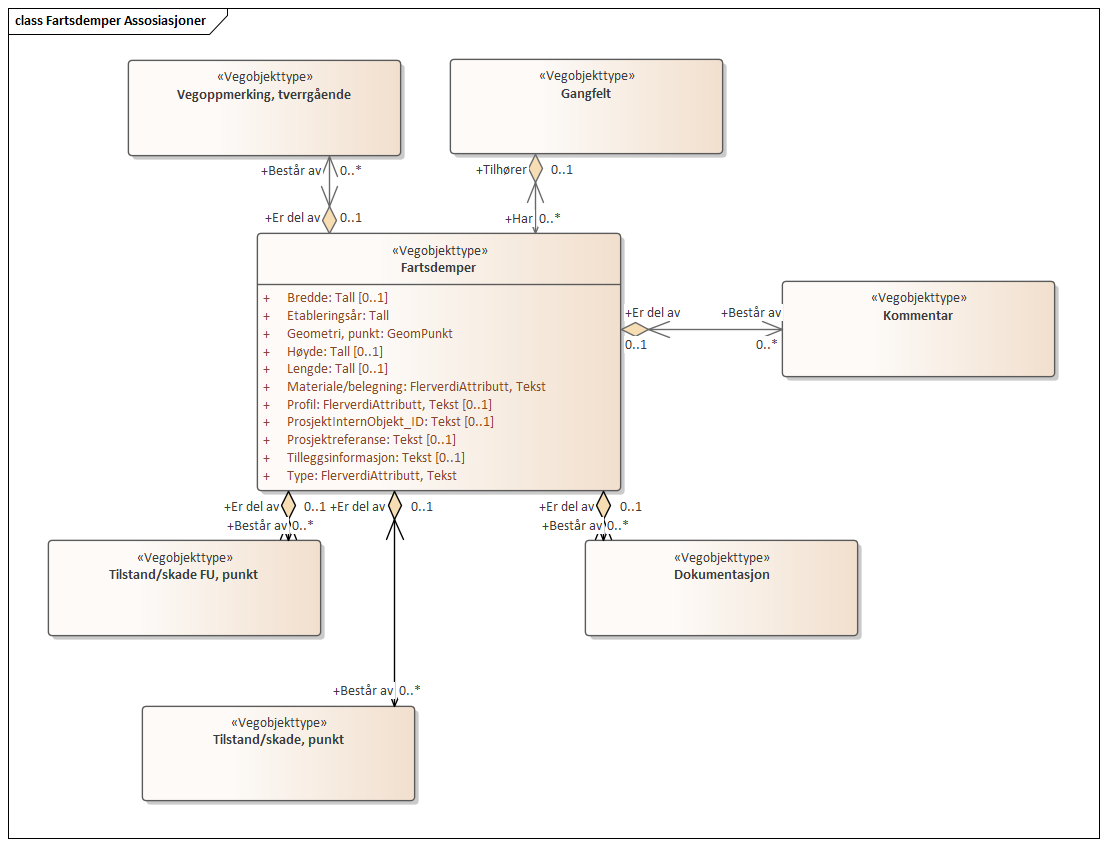 class Fartsdemper Assosiasjoner
«Vegobjekttype»
Vegoppmerking, tverrgående
«Vegobjekttype»
Gangfelt
+Består av 0..*
+Er del av 0..1
+Tilhører 0..1
+Har 0..*
«Vegobjekttype»
Fartsdemper
+ Bredde: Tall [0..1]
+ Etableringsår: Tall
+ Geometri, punkt: GeomPunkt
+ Høyde: Tall [0..1]
+ Lengde: Tall [0..1]
+ Materiale/belegning: FlerverdiAttributt, Tekst
+ Profil: FlerverdiAttributt, Tekst [0..1]
+ ProsjektInternObjekt_ID: Tekst [0..1]
+ Prosjektreferanse: Tekst [0..1]
+ Tilleggsinformasjon: Tekst [0..1]
+ Type: FlerverdiAttributt, Tekst
+Er del av +Består av
0..1 0..*
«Vegobjekttype»
Kommentar
+Er del av 0..1 +Er del av 0..1 +Er del av 0..1
+Består av 0..* +Består av 0..*
«Vegobjekttype»
Tilstand/skade FU, punkt
«Vegobjekttype»
Dokumentasjon
+Består av 0..*
«Vegobjekttype»
Tilstand/skade, punkt